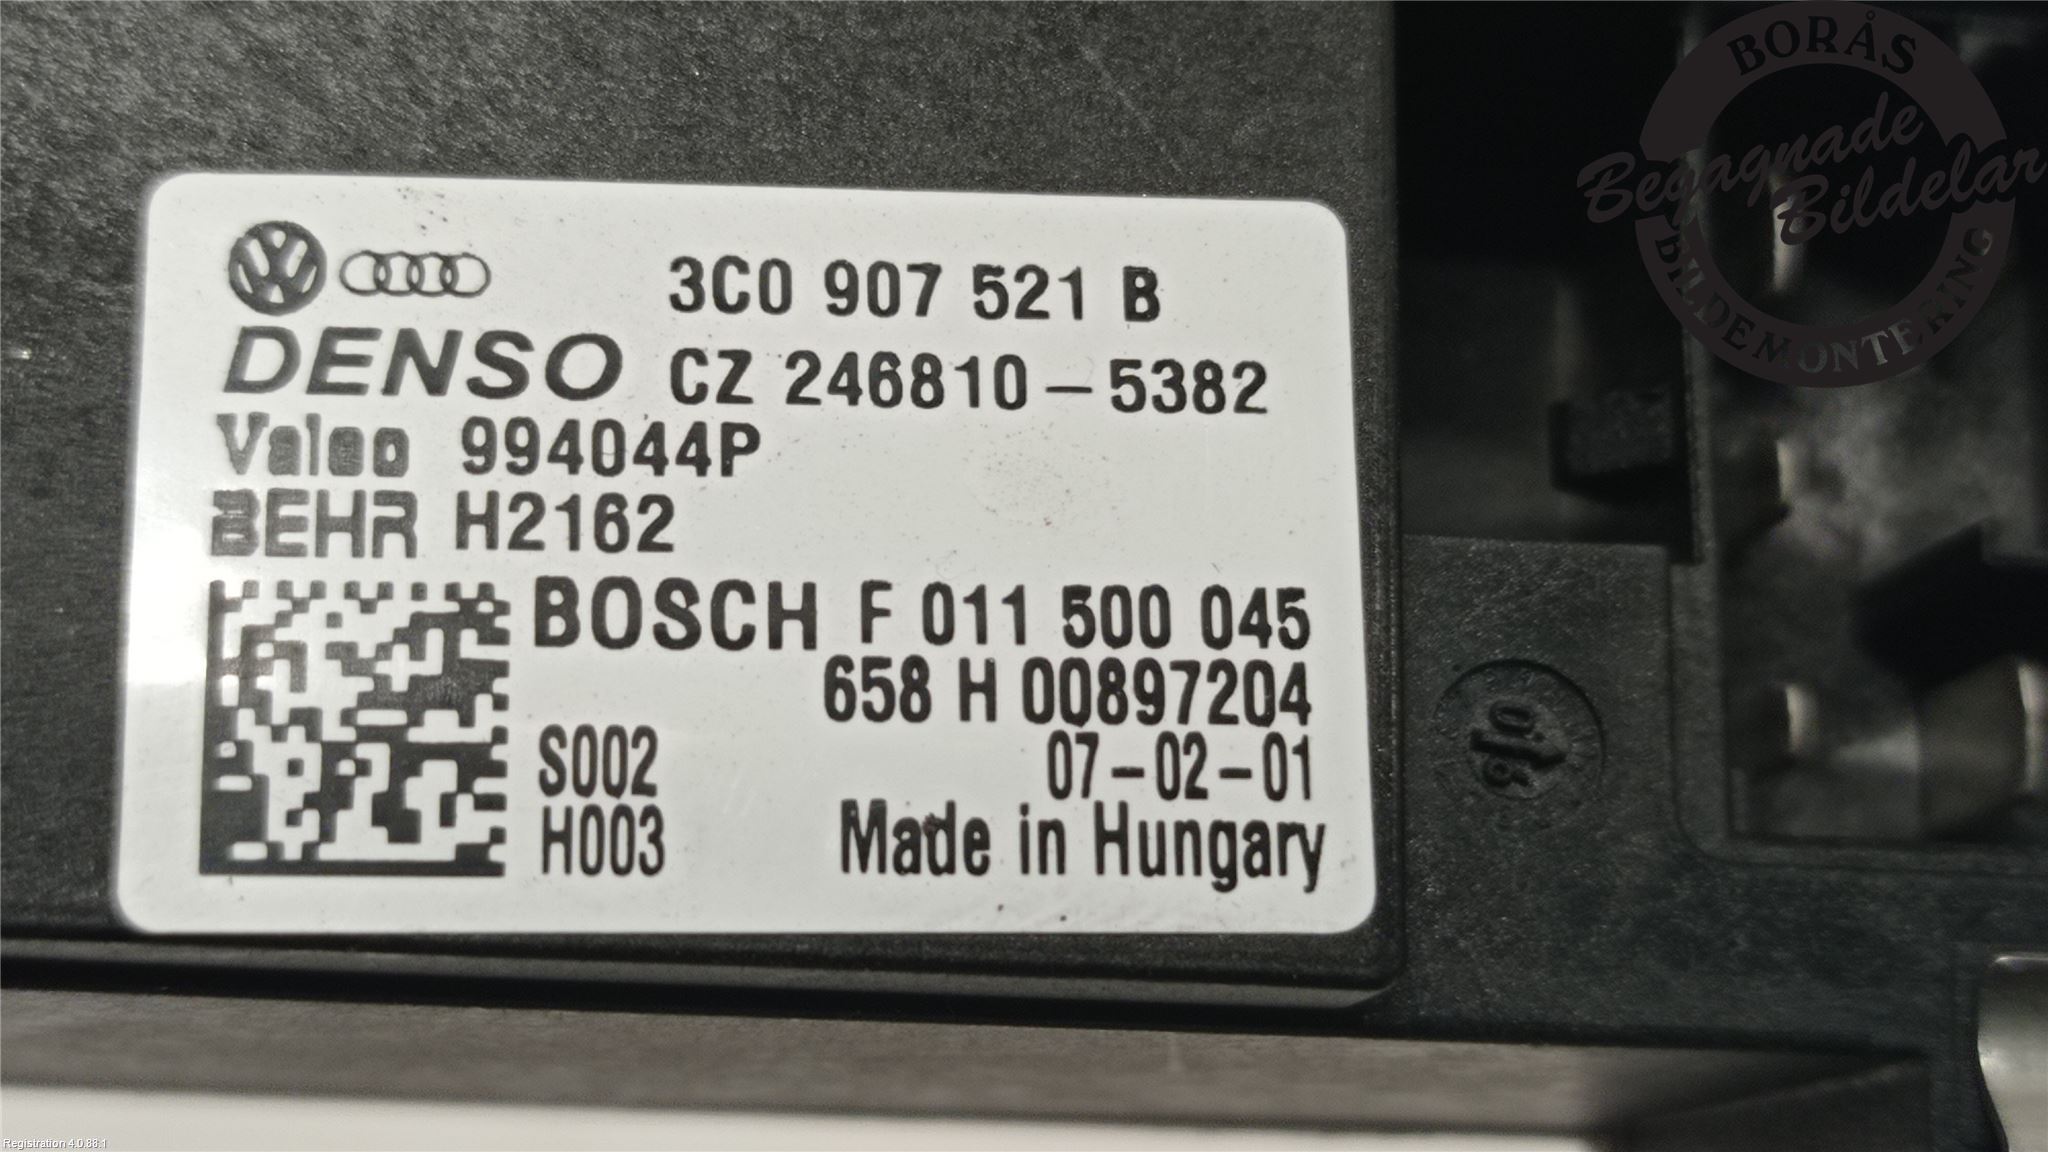 BORÅS
Begagnade
Bildelar
BILDEMONTERING
3C0 907 521 B
DENSO CZ 246810-5382
Valeo 994044P
BEHR H2162
BOSCH F 011 500 045
658 H 00897204
S002 07-02-01
H003 Made in Hungary
Registration 4.0.88.1